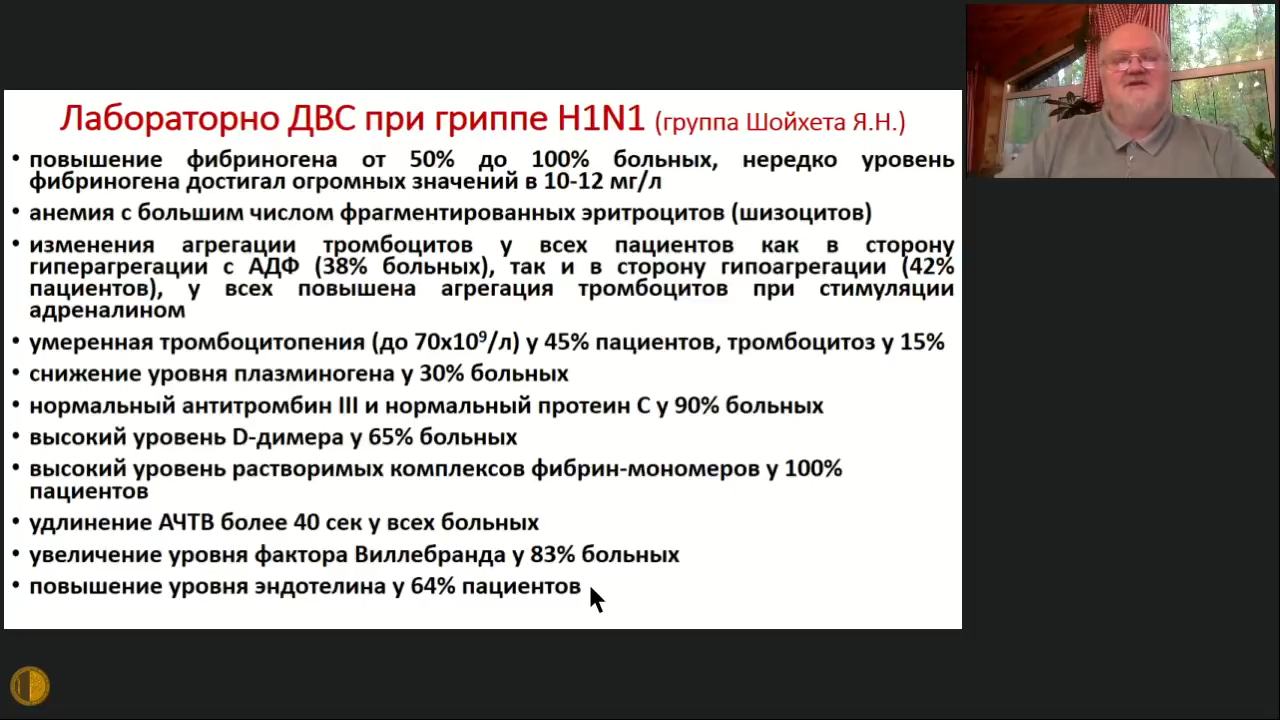 Лабораторно ДВС при гриппе H1N1 (группа Шойхета Я.Н.)
• повышение фибриногена от 50% до 100% больных, нередко уровень
фибриногена достигал огромных значений в 10-12 мг/л
• анемия с большим числом фрагментированных эритроцитов (шизоцитов)
• изменения агрегации тромбоцитов у всех пациентов как в сторону
гиперагрегации с АДФ (38% больных), так и в сторону гипоагрегации (42%
пациентов), у всех повышена агрегация тромбоцитов при стимуляции
адреналином
• умеренная тромбоцитопения (до 70х10⁹/л) у 45% пациентов, тромбоцитоз у 15%
• снижение уровня плазминогена у 30% больных
• нормальный антитромбин III и нормальный протеин С у 90% больных
• высокий уровень D-димера у 65% больных
• высокий уровень растворимых комплексов фибрин-мономеров у 100%
пациентов
• удлинение АЧТВ более 40 сек у всех больных
• увеличение уровня фактора Виллебранда у 83% больных
• повышение уровня эндотелина у 64% пациентов